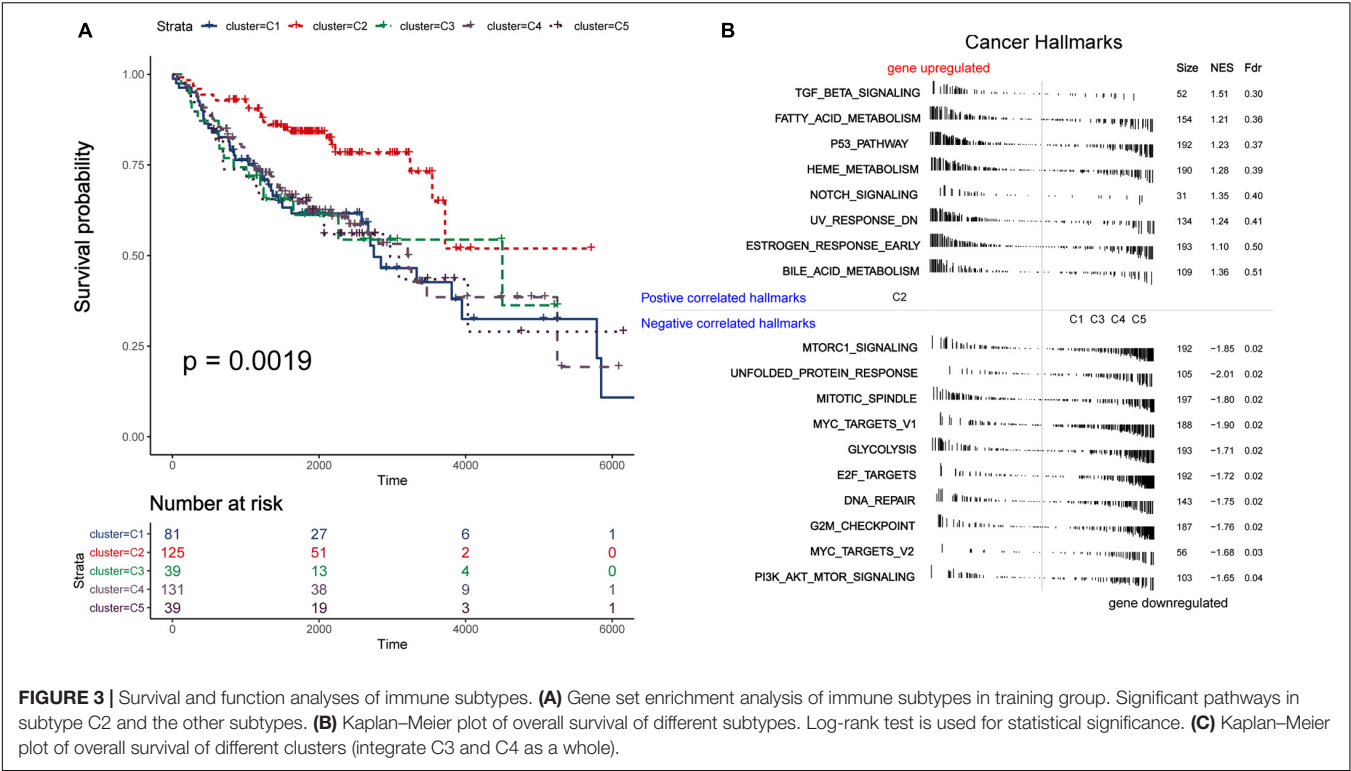 A
Strata cluster=C1 cluster=C2 cluster=C3 cluster=C4 cluster=C5
Survival probability
1.00
0.75
0.50
0.25
0.00
p = 0.0019
0 2000 4000 6000
Time
Number at risk
Strata
cluster=C1 81 27 6 1
cluster=C2 125 51 2 0
cluster=C3 39 13 4 0
cluster=C4 131 38 9 1
cluster=C5 39 19 3 1
0 2000 4000 6000
Time
B
Cancer Hallmarks
gene upregulated Size NES Fdr
TGF_BETA_SIGNALING 52 1.51 0.30
FATTY_ACID_METABOLISM 154 1.21 0.36
P53_PATHWAY 192 1.23 0.37
HEME_METABOLISM 190 1.28 0.39
NOTCH_SIGNALING 31 1.35 0.40
UV_RESPONSE_DN 134 1.24 0.41
ESTROGEN_RESPONSE_EARLY 193 1.10 0.50
BILE_ACID_METABOLISM 109 1.36 0.51
Postive correlated hallmarks C2
Negative correlated hallmarks C1 C3 C4 C5
MTORC1_SIGNALING 192 −1.85 0.02
UNFOLDED_PROTEIN_RESPONSE 105 −2.01 0.02
MITOTIC_SPINDLE 197 −1.80 0.02
MYC_TARGETS_V1 188 −1.90 0.02
GLYCOLYSIS 193 −1.71 0.02
E2F_TARGETS 192 −1.72 0.02
DNA_REPAIR 143 −1.75 0.02
G2M_CHECKPOINT 187 −1.76 0.02
MYC_TARGETS_V2 56 −1.68 0.03
PI3K_AKT_MTOR_SIGNALING 103 −1.65 0.04
gene downregulated
FIGURE 3 | Survival and function analyses of immune subtypes. (A) Gene set enrichment analysis of immune subtypes in training group. Significant pathways in
subtype C2 and the other subtypes. (B) Kaplan–Meier plot of overall survival of different subtypes. Log-rank test is used for statistical significance. (C) Kaplan–Meier
plot of overall survival of different clusters (integrate C3 and C4 as a whole).